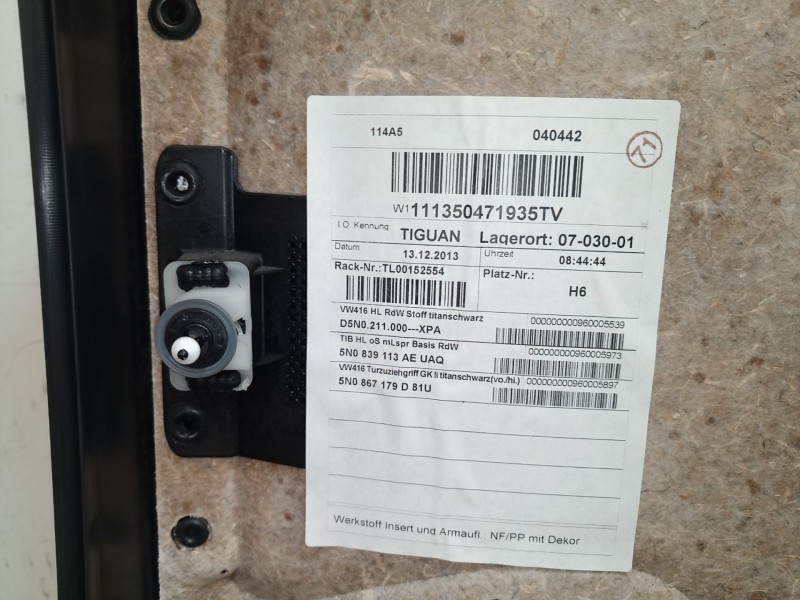 114A5 040442
71
W1111350471935TV
I.O. Kennung TIGUAN Lagerort: 07-030-01
Datum 13.12.2013 Uhrzeit 08:44:44
Rack-Nr.:TL00152554 Platz-Nr.: H6
VW416 HL RdW Stoff titanschwarz 000000000960005539
D5N0.211.000---XPA
TIB HL oS mLspr Basis RdW 000000000960005973
5N0 839 113 AE UAQ
VW416 Turzuziehgriff GK II titanschwarz(vo./hi.) 000000000960005897
5N0 867 179 D 81U
Werkstoff Insert und Armaufl. NF/PP mit Dekor